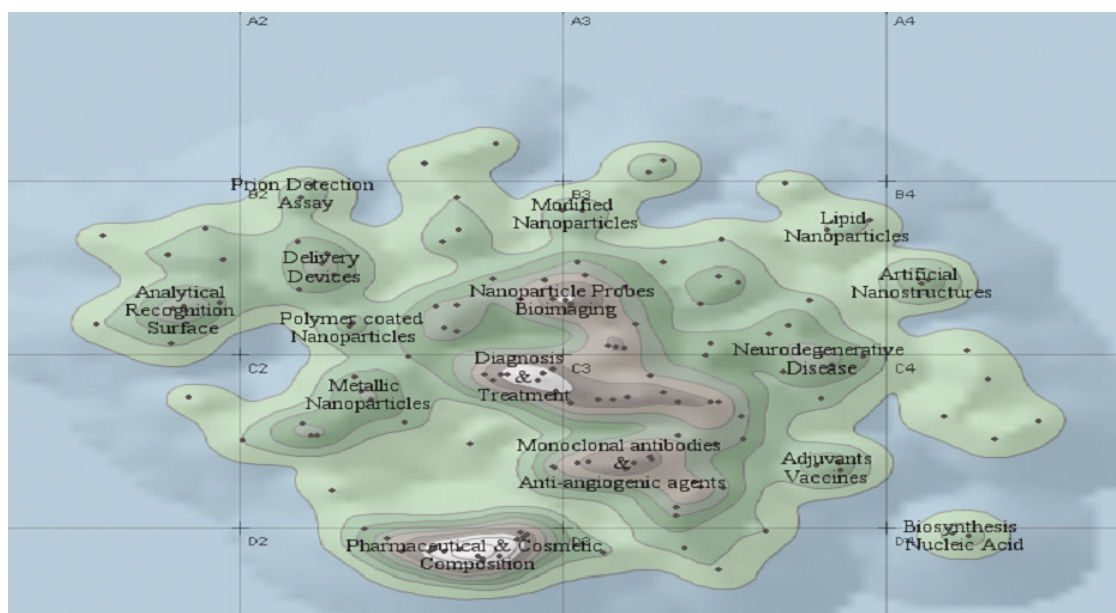 A2
A3
A4
Prion Detection
Assay
B2
B3
B4
Modified
Nanoparticles
Lipid
Nanoparticles
Delivery
Devices
Artificial
Nanostructures
Analytical
Recognition
Surface
Nanoparticle Probes
Bioimaging
Polymer coated
Nanoparticles
C2
C3
C4
Diagnosis
&
Treatment
Neurodegenerative
Disease
Metallic
Nanoparticles
Monoclonal antibodies
&
Anti-angiogenic agents
Adjuvants
Vaccines
D2
D3
Biosynthesis
Nucleic Acid
Pharmaceutical & Cosmetic
Composition